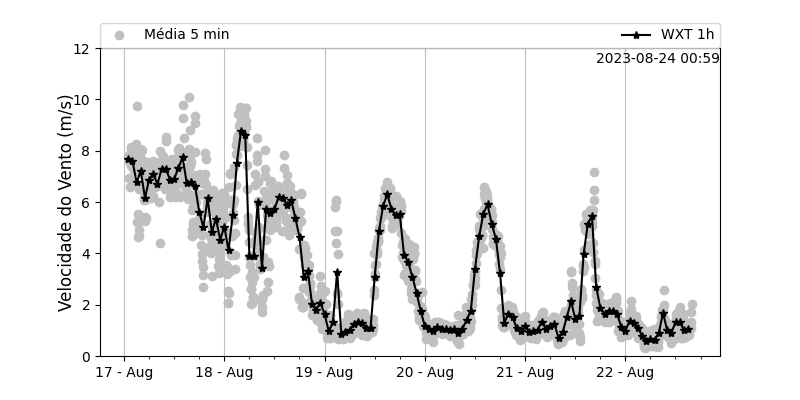 Média 5 min
WXT 1h
2023-08-24 00:59
Velocidade do Vento (m/s)
12
10
8
6
4
2
0
17 - Aug
18 - Aug
19 - Aug
20 - Aug
21 - Aug
22 - Aug